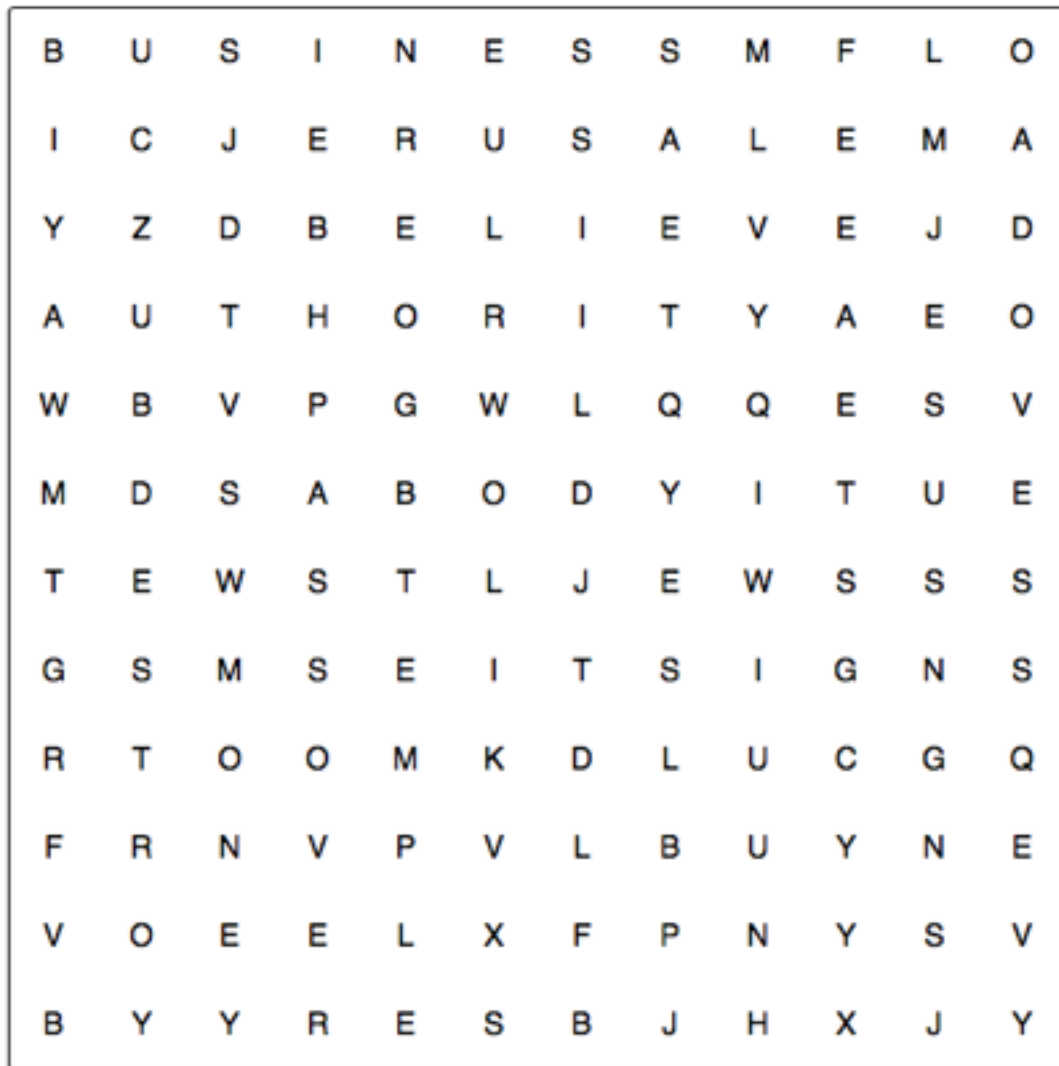 B U S I N E S S M F L O
I C J E R U S A L E M A
Y Z D B E L I E V E J D
A U T H O R I T Y A E O
W B V P G W L Q Q E S V
M D S A B O D Y I T U E
T E W S T L J E W S S S
G S M S E I T S I G N S
R T O O M K D L U C G Q
F R N V P V L B U Y N E
V O E E L X F P N Y S V
B Y Y R E S B J H X J Y